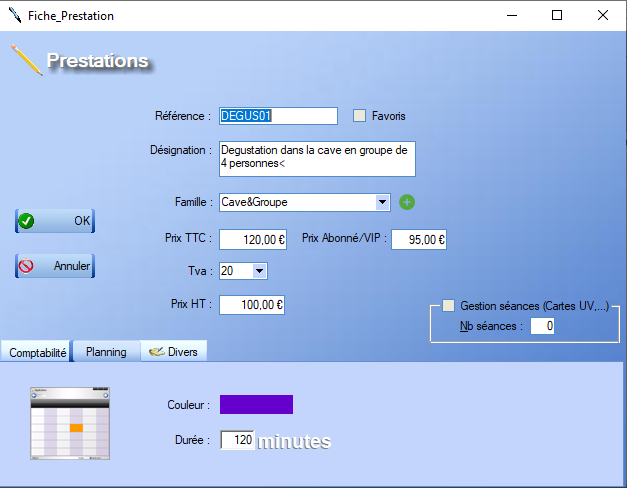 Fiche_Prestation
Prestations
Référence : DEGUS01 Favoris
Désignation : Degustation dans la cave en groupe de
4 personnes<
Famille : Cave&Groupe
OK
Prix TTC : 120,00 € Prix Abonné/VIP : 95,00 €
Annuler
Tva : 20
Prix HT : 100,00 €
Gestion séances (Cartes UV,...)
Nb séances : 0
Comptabilité Planning Divers
Couleur :
Durée : 120 minutes